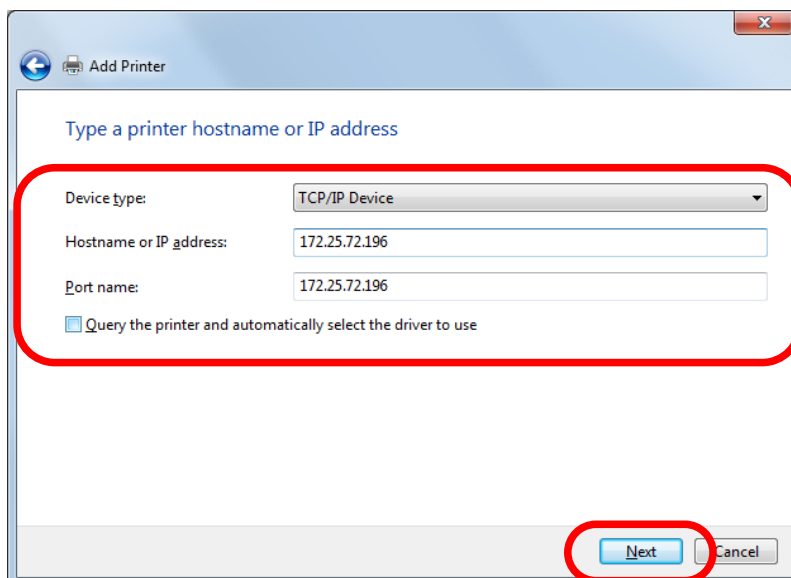 Add Printer
Type a printer hostname or IP address
Device type: TCP/IP Device
Hostname or IP address: 172.25.72.196
Port name: 172.25.72.196
Query the printer and automatically select the driver to use
Next Cancel